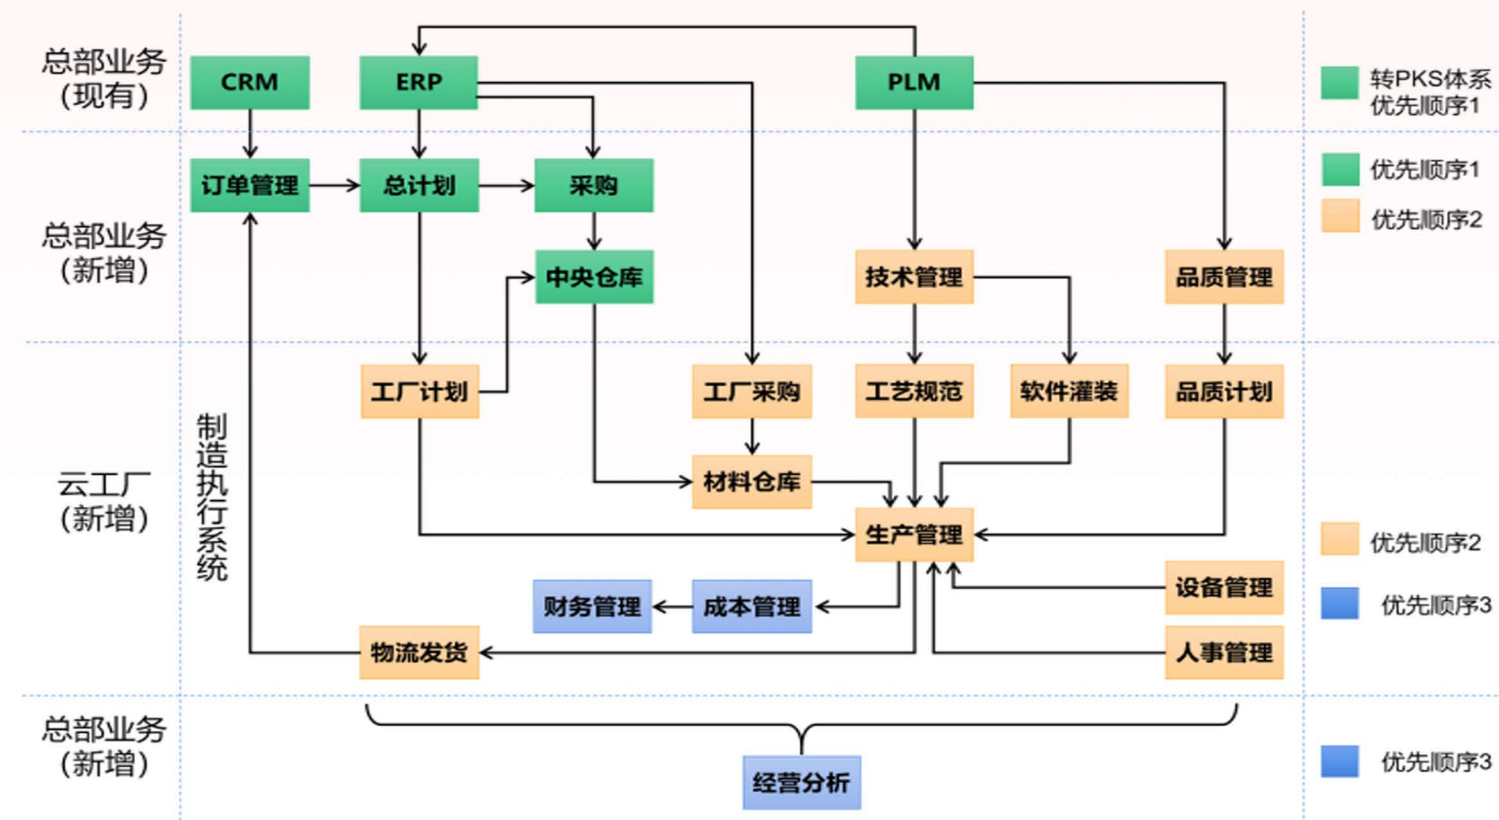 总部业务
（现有）
CRM
ERP
PLM
转PKS体系
优先顺序1
总部业务
（新增）
订单管理
总计划
采购
优先顺序1
优先顺序2
中央仓库
技术管理
品质管理
云工厂
（新增）
制造执行系统
工厂计划
工厂采购
工艺规范
软件灌装
品质计划
材料仓库
生产管理
优先顺序2
财务管理
成本管理
设备管理
优先顺序3
物流发货
人事管理
总部业务
（新增）
经营分析
优先顺序3